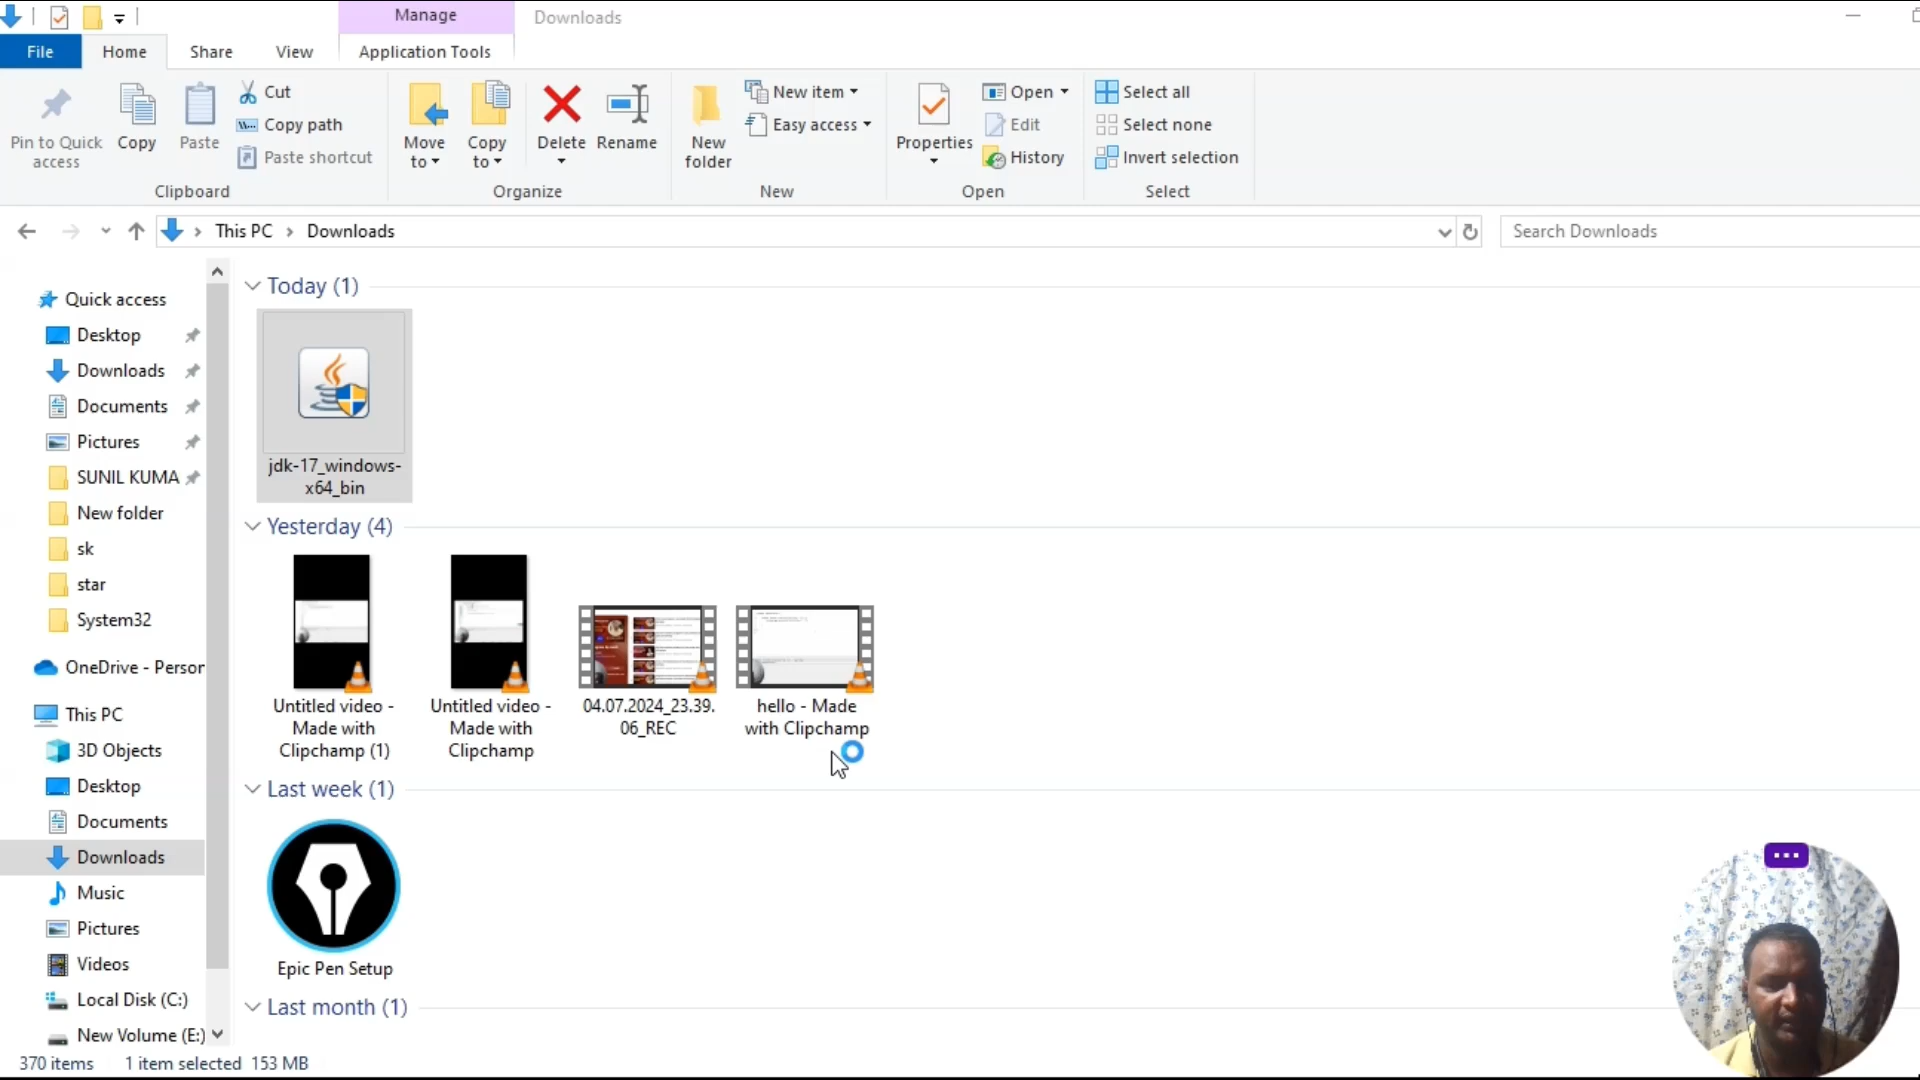 Manage
Downloads
File
Home
Share
View
Application Tools
Pin to Quick
access
Copy
Paste
Cut
Copy path
Paste shortcut
Clipboard
Move
to
Copy
to
Delete
Rename
Organize
New
folder
New item
Easy access
New
Properties
Open
Edit
History
Open
Select all
Select none
Invert selection
Select
This PC
Downloads
Search Downloads
Quick access
Desktop
Downloads
Documents
Pictures
SUNIL KUMA
New folder
sk
star
System32
OneDrive - Person
This PC
3D Objects
Desktop
Documents
Downloads
Music
Pictures
Videos
Local Disk (C:)
New Volume (E:)
Today (1)
jdk-17_windows-
x64_bin
Yesterday (4)
Untitled video -
Made with
Clipchamp (1)
Untitled video -
Made with
Clipchamp
04.07.2024_23.39.
06_REC
hello - Made
with Clipchamp
Last week (1)
Epic Pen Setup
Last month (1)
370 items
1 item selected 153 MB